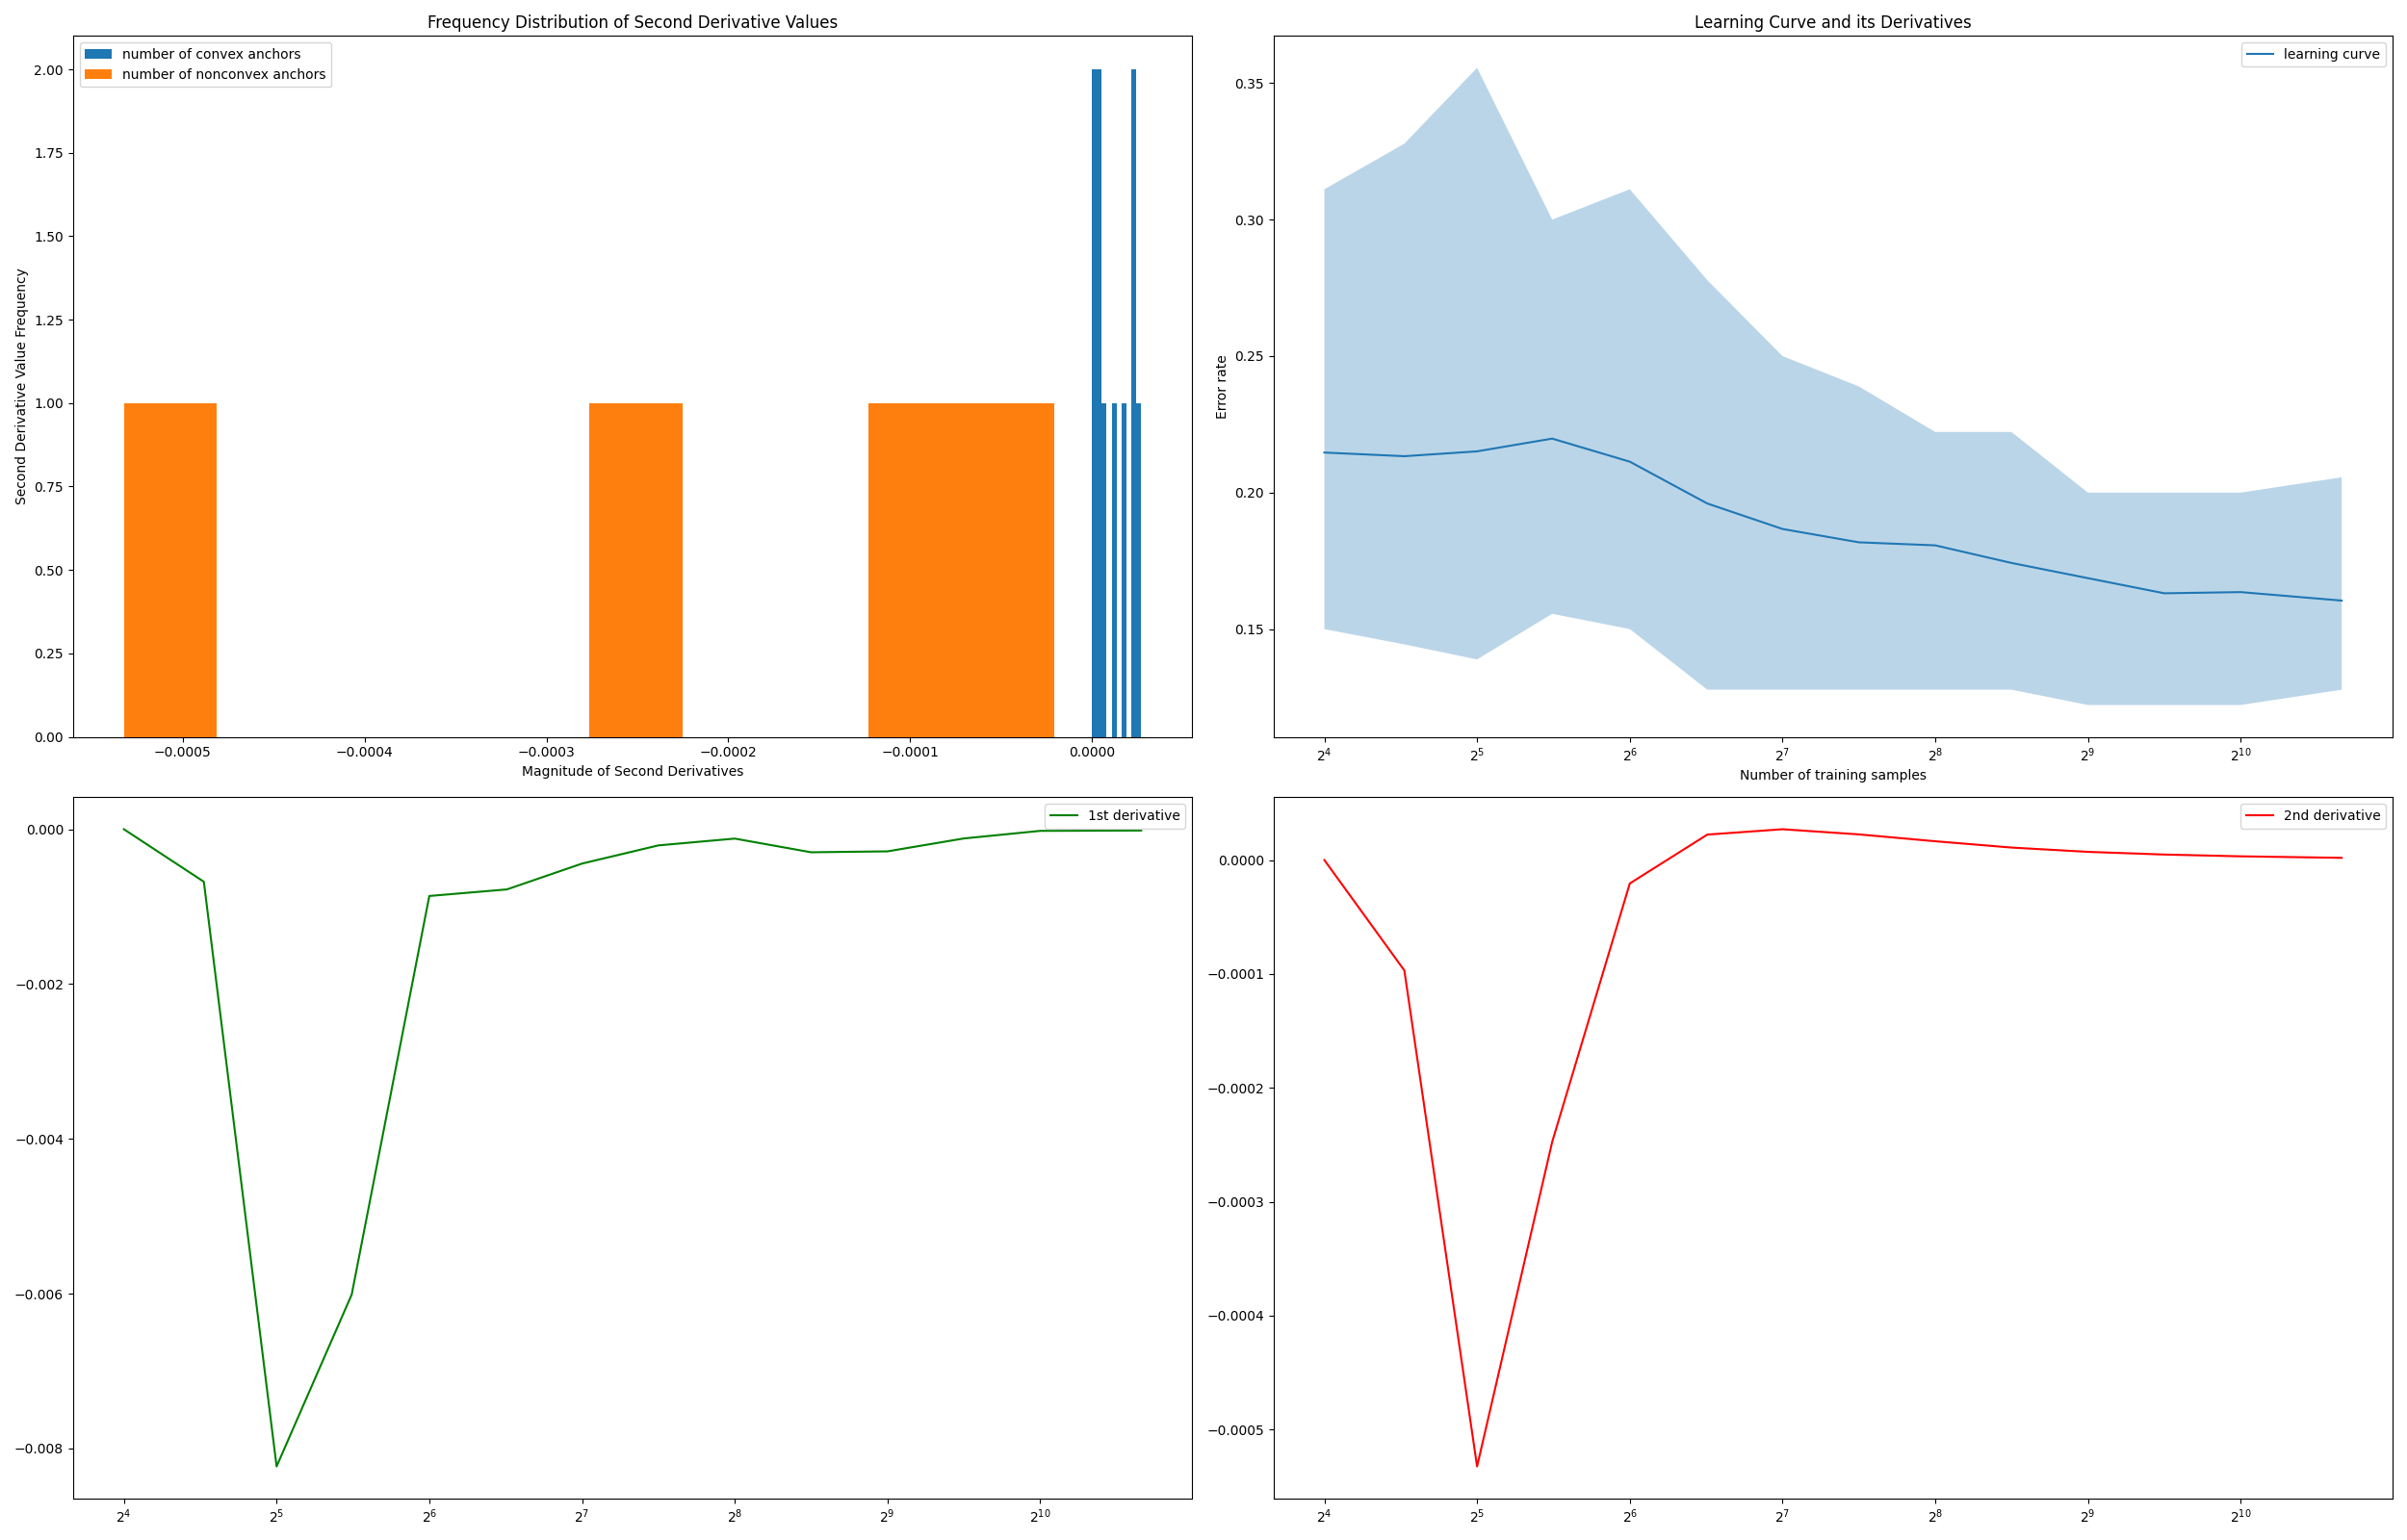 Frequency Distribution of Second Derivative Values
number of convex anchors
number of nonconvex anchors
Second Derivative Value Frequency
2.00
1.75
1.50
1.25
1.00
0.75
0.50
0.25
0.00
−0.0005 −0.0004 −0.0003 −0.0002 −0.0001 0.0000
Magnitude of Second Derivatives
Learning Curve and its Derivatives
learning curve
Error rate
0.35
0.30
0.25
0.20
0.15
2⁴ 2⁵ 2⁶ 2⁷ 2⁸ 2⁹ 2¹⁰
Number of training samples
1st derivative
0.000
−0.002
−0.004
−0.006
−0.008
2⁴ 2⁵ 2⁶ 2⁷ 2⁸ 2⁹ 2¹⁰
2nd derivative
0.0000
−0.0001
−0.0002
−0.0003
−0.0004
−0.0005
2⁴ 2⁵ 2⁶ 2⁷ 2⁸ 2⁹ 2¹⁰